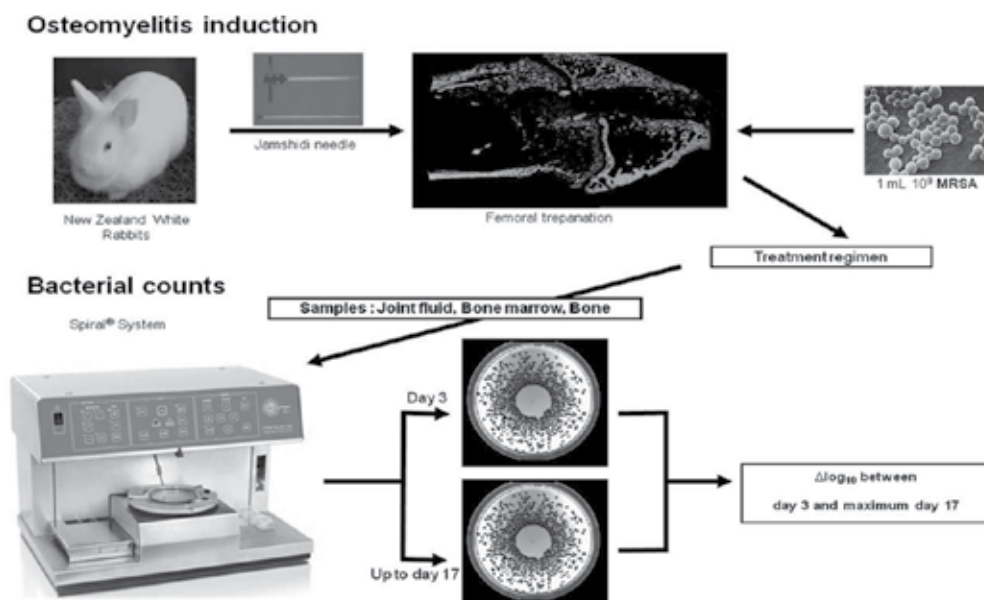 Osteomyelitis induction
Jamshidi needle
New Zealand White
Rabbits
Femoral trepanation
1 mL 10⁹ MRSA
Treatment regimen
Bacterial counts
Samples : Joint fluid, Bone marrow, Bone
Spiral® System
Day 3
Δlog₁₀ between
day 3 and maximum day 17
Up to day 17